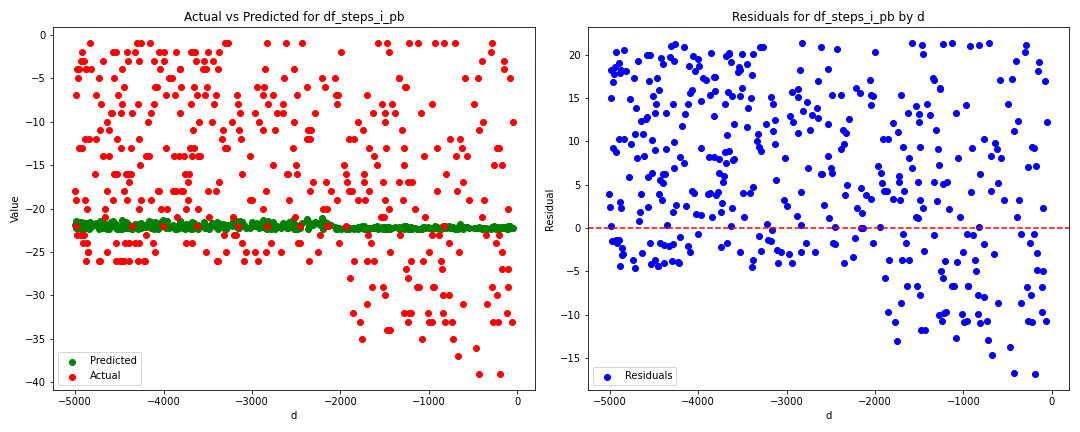 Actual vs Predicted for df_steps_i_pb
Value
0
−5
−10
−15
−20
−25
−30
−35
−40
−5000 −4000 −3000 −2000 −1000 0
d
Predicted
Actual
Residuals for df_steps_i_pb by d
Residual
20
15
10
5
0
−5
−10
−15
−5000 −4000 −3000 −2000 −1000 0
d
Residuals